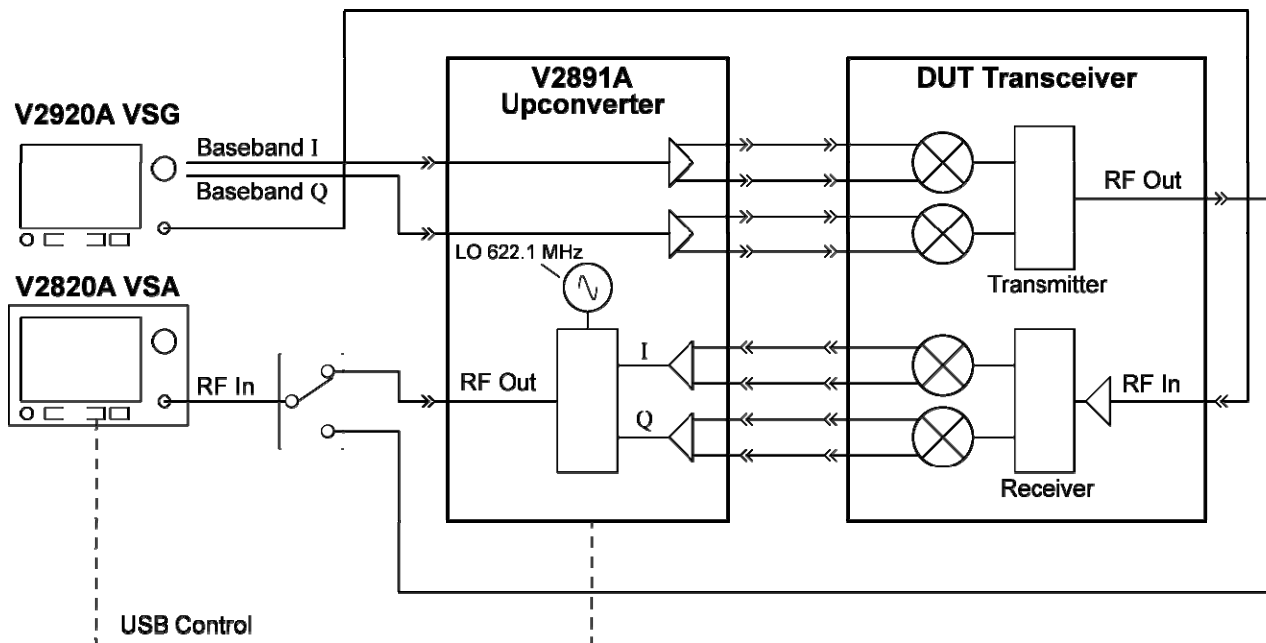 V2920A VSG
Baseband I
Baseband Q
V2891A
Upconverter
DUT Transceiver
RF Out
Transmitter
LO 622.1 MHz
V2820A VSA
RF In
RF Out
I
Q
RF In
Receiver
USB Control